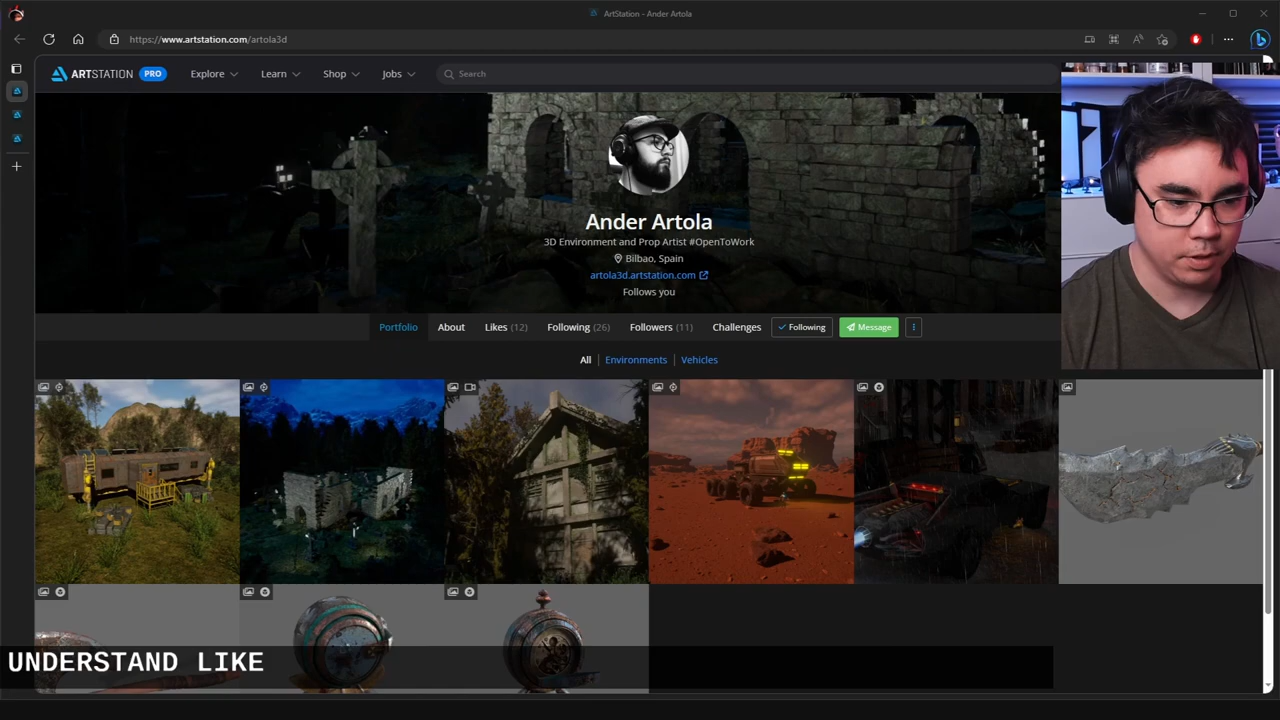 ArtStation - Ander Artola
https://www.artstation.com/artola3d
ARTSTATION PRO Explore Learn Shop Jobs Search
Ander Artola
3D Environment and Prop Artist #OpenToWork
Bilbao, Spain
artola3d.artstation.com
Follows you
Portfolio About Likes (12) Following (26) Followers (11) Challenges Following Message
All Environments Vehicles
UNDERSTAND LIKE